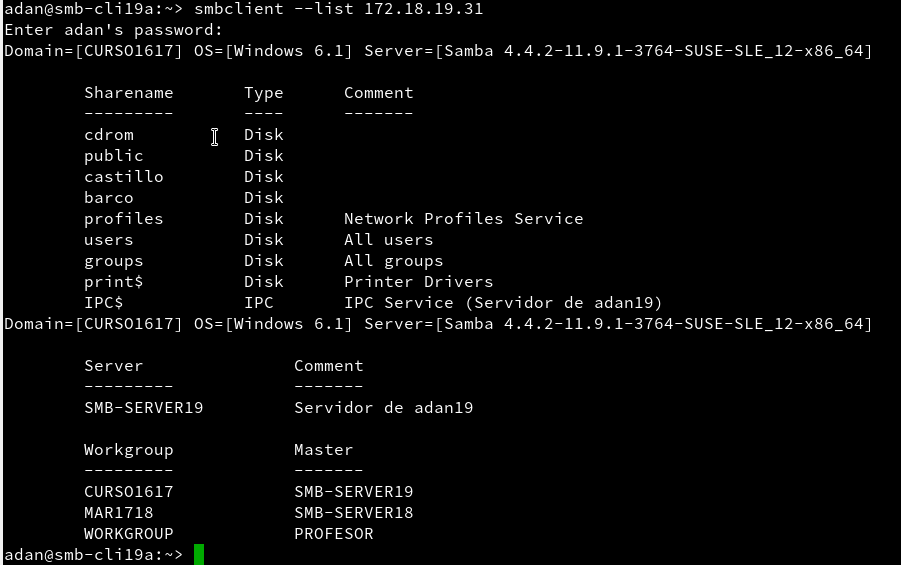 adan@smb-cli19a:~> smbclient --list 172.18.19.31
Enter adan's password:
Domain=[CURSO1617] OS=[Windows 6.1] Server=[Samba 4.4.2-11.9.1-3764-SUSE-SLE_12-x86_64]
Sharename Type Comment
--------- ---- -------
cdrom Disk
public Disk
castillo Disk
barco Disk
profiles Disk Network Profiles Service
users Disk All users
groups Disk All groups
print$ Disk Printer Drivers
IPC$ IPC IPC Service (Servidor de adan19)
Domain=[CURSO1617] OS=[Windows 6.1] Server=[Samba 4.4.2-11.9.1-3764-SUSE-SLE_12-x86_64]
Server Comment
--------- -------
SMB-SERVER19 Servidor de adan19
Workgroup Master
--------- -------
CURSO1617 SMB-SERVER19
MAR1718 SMB-SERVER18
WORKGROUP PROFESOR
adan@smb-cli19a:~>